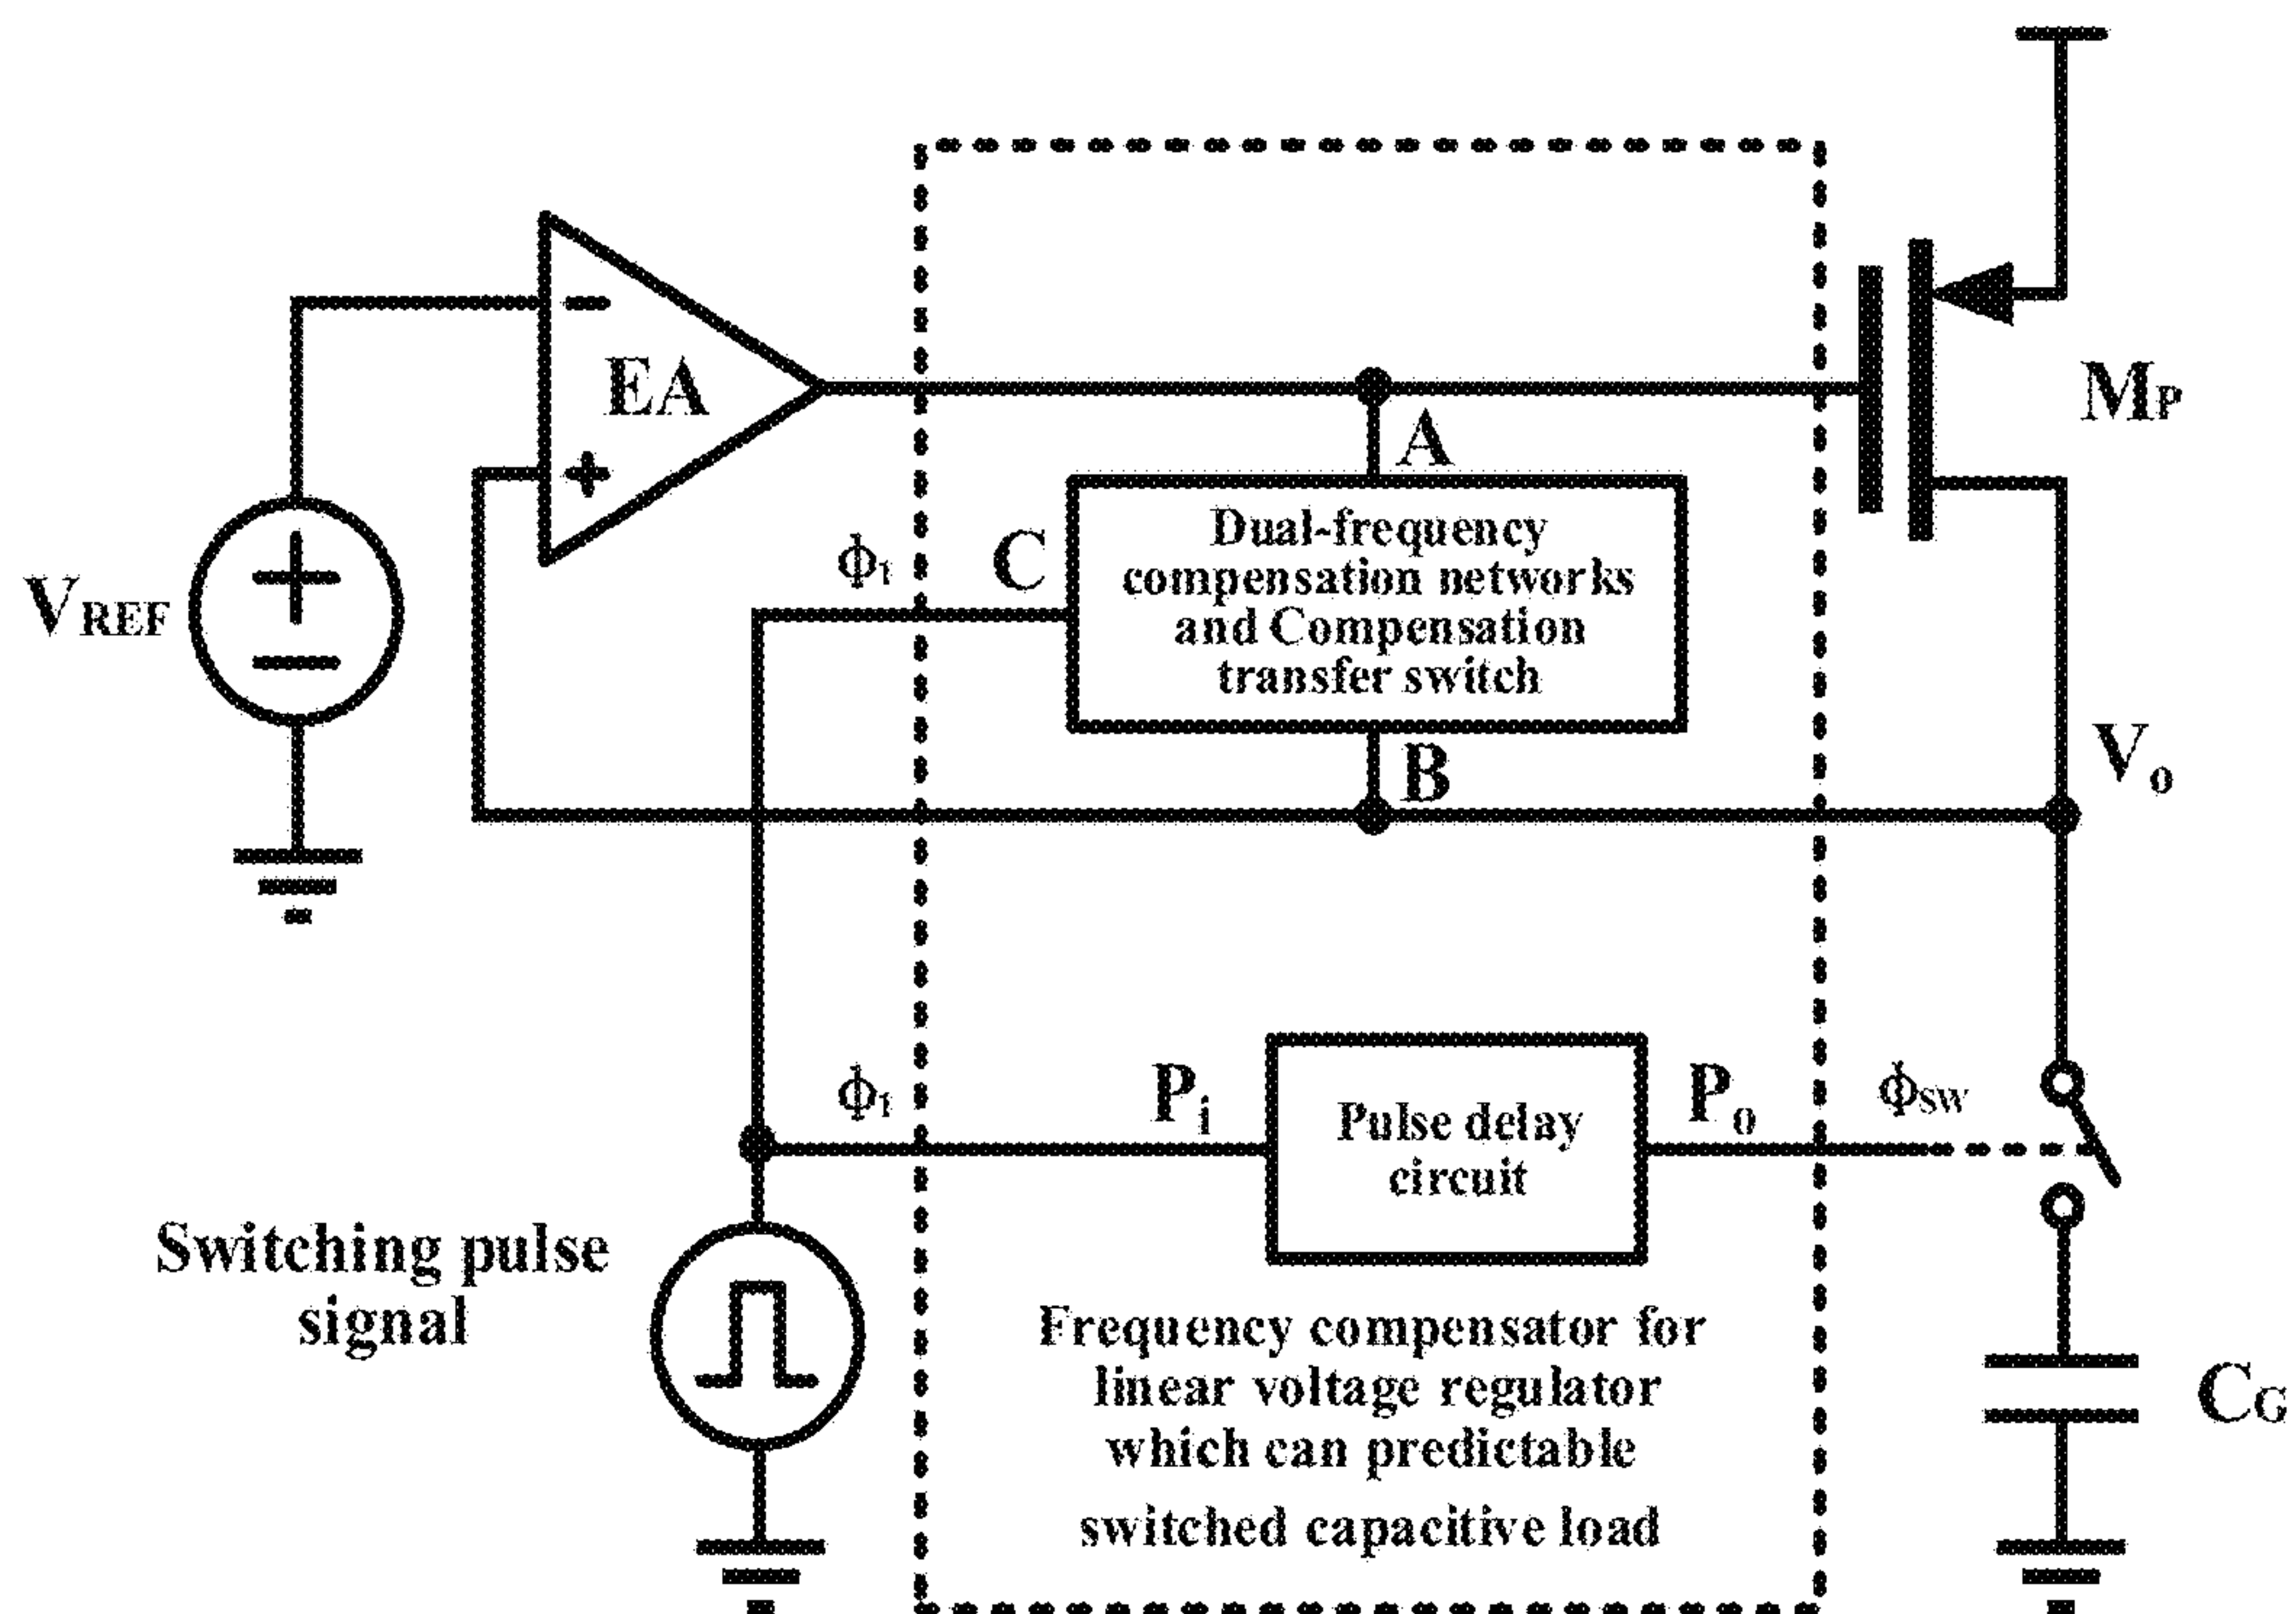 EA
MP
VREF
A
C
ϕ1
Dual-frequency
compensation networks
and Compensation
transfer switch
B
Vo
ϕ1
Pi
Pulse delay
circuit
Po
ϕSW
Switching pulse
signal
Frequency compensator for
linear voltage regulator
which can predictable
switched capacitive load
CG